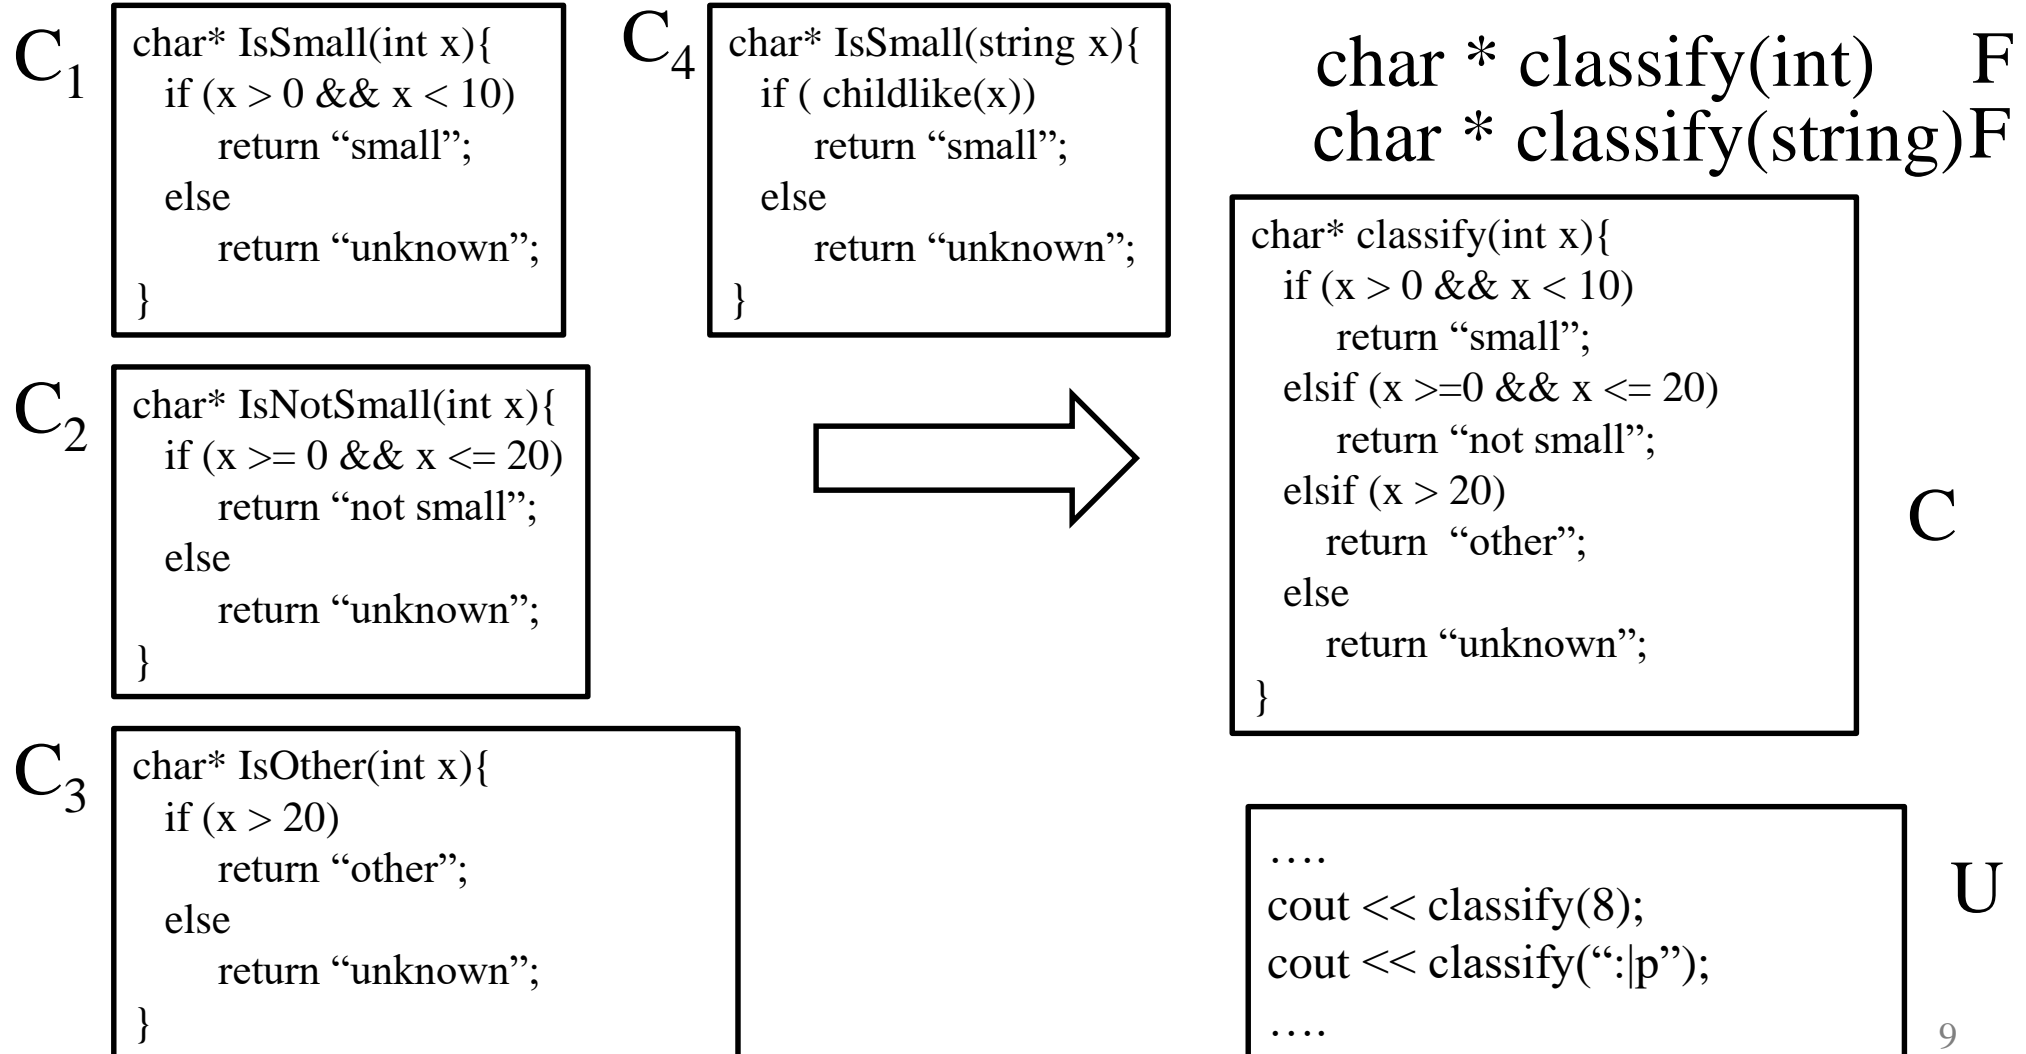 C1
char* IsSmall(int x){
if (x > 0 && x < 10)
return “small”;
else
return “unknown”;
}
C4
char* IsSmall(string x){
if ( childlike(x))
return “small”;
else
return “unknown”;
}
char * classify(int) F
char * classify(string) F
C2
char* IsNotSmall(int x){
if (x >= 0 && x <= 20)
return “not small”;
else
return “unknown”;
}
char* classify(int x){
if (x > 0 && x < 10)
return “small”;
elsif (x >=0 && x <= 20)
return “not small”;
elsif (x > 20)
return “other”;
else
return “unknown”;
}
C
C3
char* IsOther(int x){
if (x > 20)
return “other”;
else
return “unknown”;
}
….
cout << classify(8);
cout << classify(“:|p”);
….
U
9